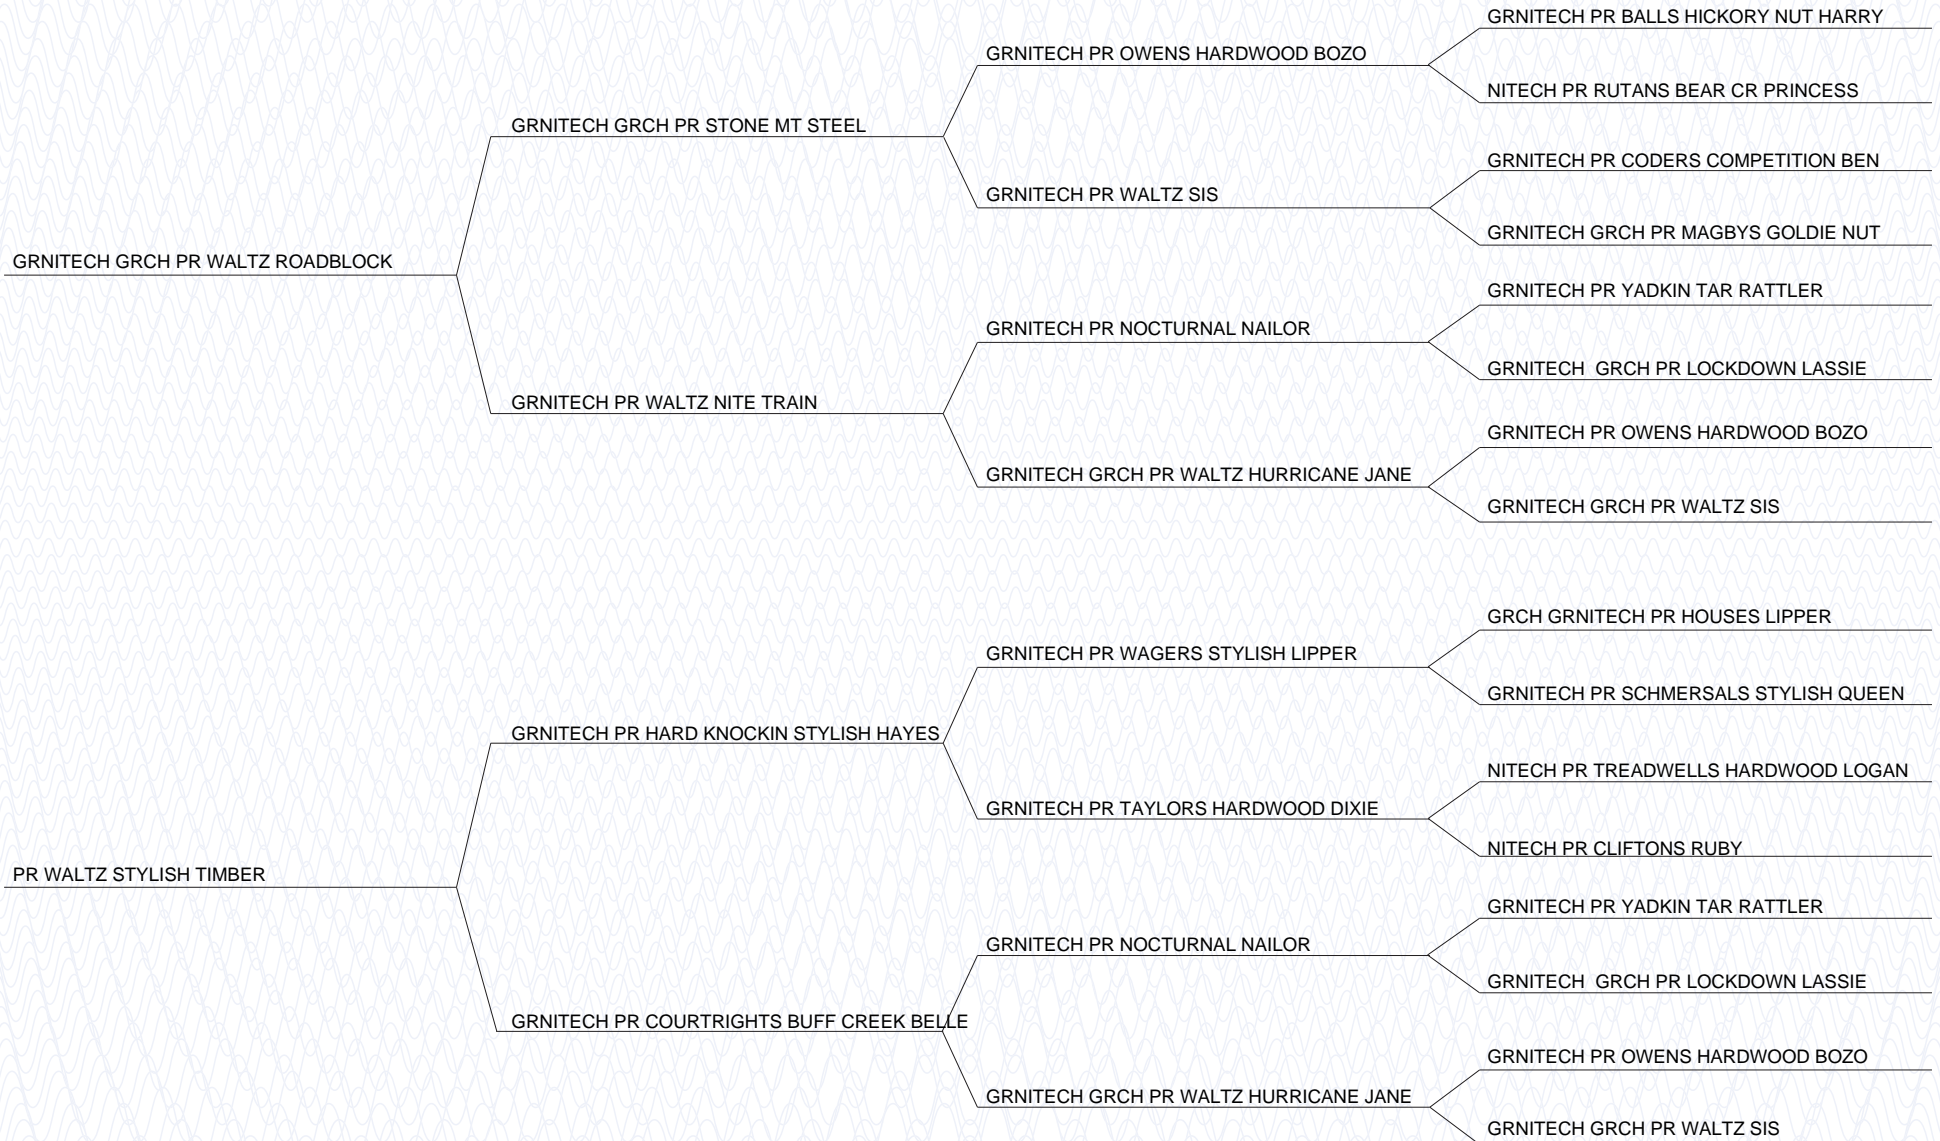 GRNITECH PR BALLS HICKORY NUT HARRY
GRNITECH PR OWENS HARDWOOD BOZO
NITECH PR RUTANS BEAR CR PRINCESS
GRNITECH GRCH PR STONE MT STEEL
GRNITECH PR CODERS COMPETITION BEN
GRNITECH PR WALTZ SIS
GRNITECH GRCH PR MAGBYS GOLDIE NUT
GRNITECH GRCH PR WALTZ ROADBLOCK
GRNITECH PR YADKIN TAR RATTLER
GRNITECH PR NOCTURNAL NAILOR
GRNITECH  GRCH PR LOCKDOWN LASSIE
GRNITECH PR WALTZ NITE TRAIN
GRNITECH PR OWENS HARDWOOD BOZO
GRNITECH GRCH PR WALTZ HURRICANE JANE
GRNITECH GRCH PR WALTZ SIS
GRCH GRNITECH PR HOUSES LIPPER
GRNITECH PR WAGERS STYLISH LIPPER
GRNITECH PR SCHMERSALS STYLISH QUEEN
GRNITECH PR HARD KNOCKIN STYLISH HAYES
NITECH PR TREADWELLS HARDWOOD LOGAN
GRNITECH PR TAYLORS HARDWOOD DIXIE
NITECH PR CLIFTONS RUBY
PR WALTZ STYLISH TIMBER
GRNITECH PR YADKIN TAR RATTLER
GRNITECH PR NOCTURNAL NAILOR
GRNITECH  GRCH PR LOCKDOWN LASSIE
GRNITECH PR COURTRIGHTS BUFF CREEK BELLE
GRNITECH PR OWENS HARDWOOD BOZO
GRNITECH GRCH PR WALTZ HURRICANE JANE
GRNITECH GRCH PR WALTZ SIS